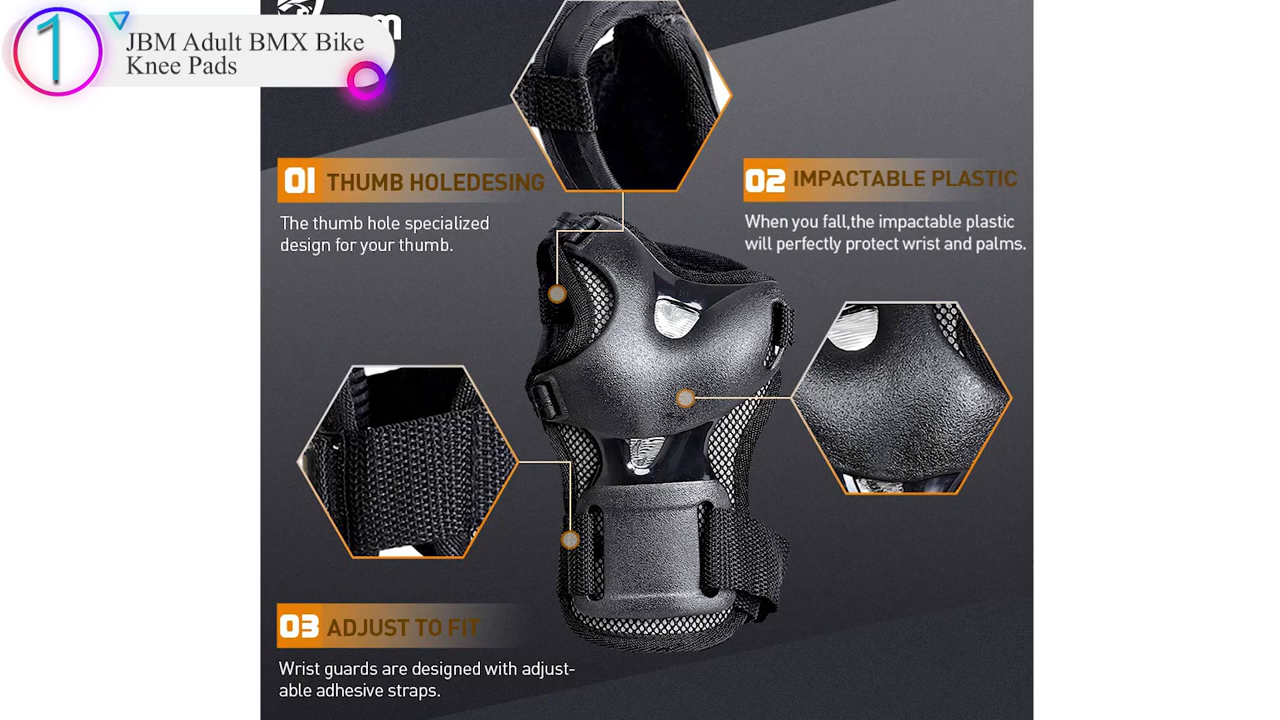 1
JBM Adult BMX Bike
Knee Pads
01 THUMB HOLEDESING
The thumb hole specialized
design for your thumb.
02 IMPACTABLE PLASTIC
When you fall,the impactable plastic
will perfectly protect wrist and palms.
03 ADJUST TO FIT
Wrist guards are designed with adjust-
able adhesive straps.